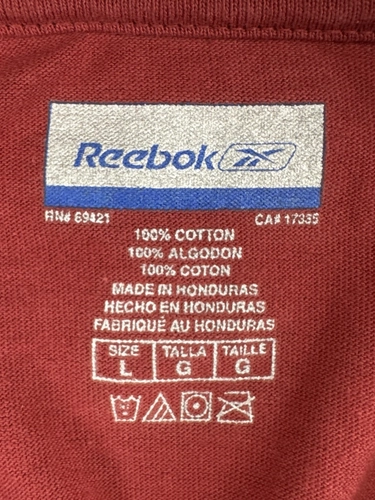 Reebok
RN# 69421 CA# 17335
100% COTTON
100% ALGODON
100% COTON
MADE IN HONDURAS
HECHO EN HONDURAS
FABRIQUÉ AU HONDURAS
SIZE TALLA TAILLE
L G G